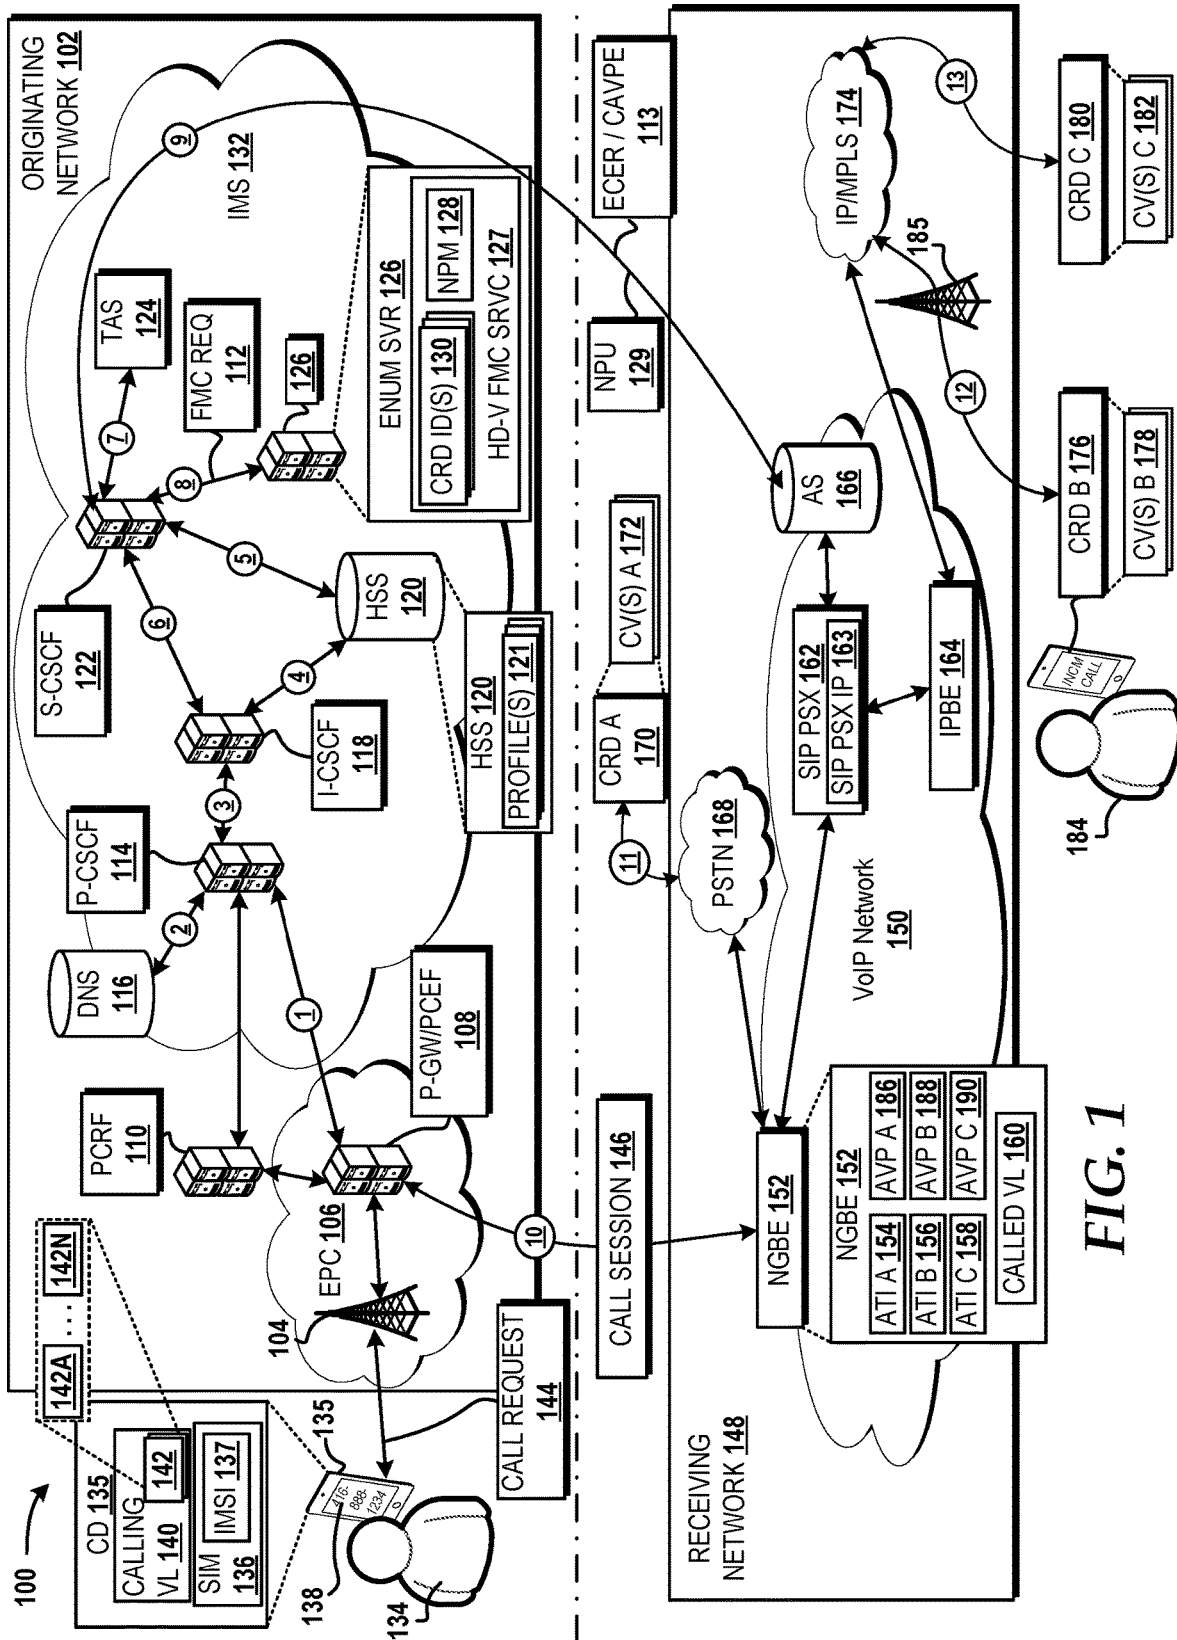 100
CD 135
CALLING
VL 140
142
142A
...
142N
SIM
136
IMSI 137
416-
888-
1234
135
138
134
ORIGINATING
NETWORK 102
IMS 132
PCRF
110
DNS
116
P-CSCF
114
S-CSCF
122
TAS
124
FMC REQ
112
126
I-CSCF
118
HSS
120
HSS 120
PROFILE(S) 121
ENUM SVR 126
CRD ID(S) 130
NPM 128
HD-V FMC SRVC 127
1
2
3
4
5
6
7
8
9
10
EPC 106
104
P-GW/PCEF
108
CALL REQUEST
144
CALL SESSION 146
CRD A
170
CV(S) A 172
11
NPU
129
ECER / CAVPE
113
RECEIVING
NETWORK 148
NGBE 152
NGBE 152
ATI A 154
AVP A 186
ATI B 156
AVP B 188
ATI C 158
AVP C 190
CALLED VL 160
PSTN 168
VoIP Network
150
SIP PSX 162
SIP PSX IP 163
AS
166
IPBE 164
IP/MPLS 174
185
12
13
184
INCM
CALL
CRD B 176
CV(S) B 178
CRD C 180
CV(S) C 182
FIG. 1